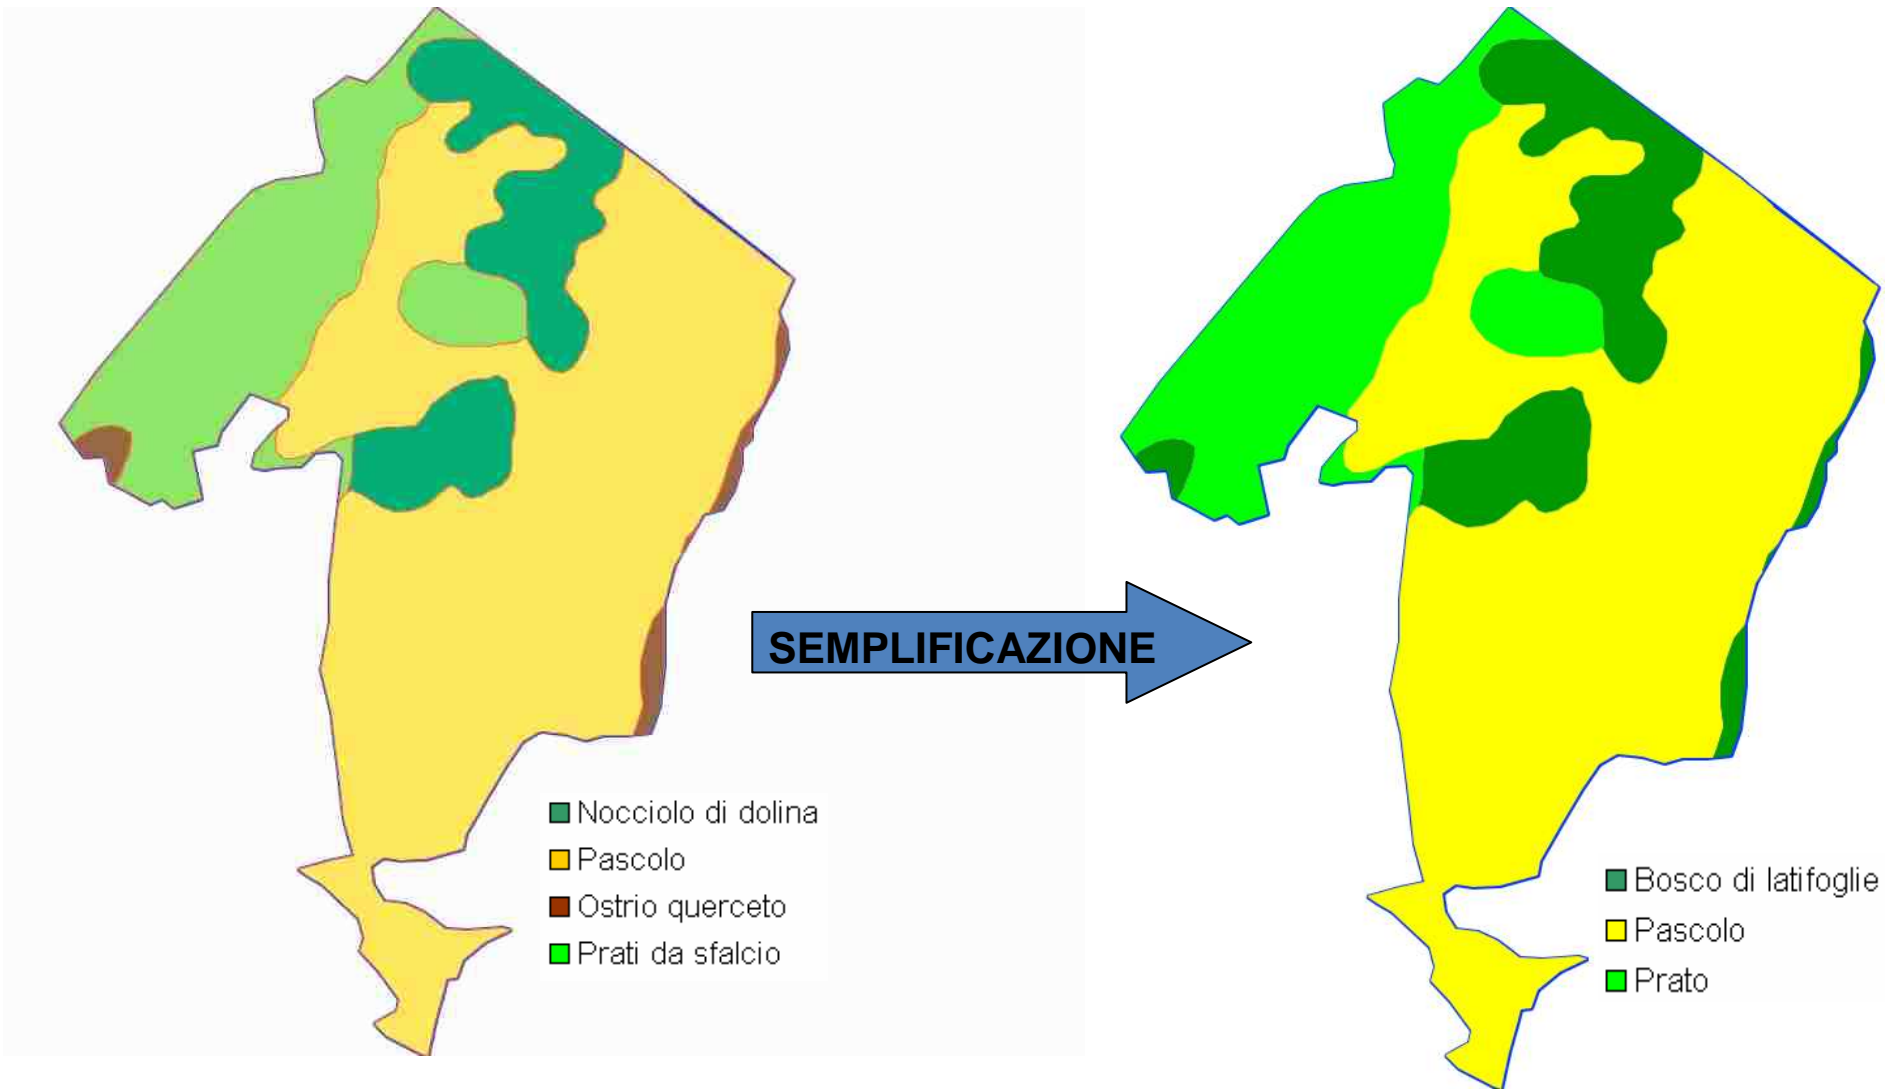 SEMPLIFICAZIONE
Nocciolo di dolina
Pascolo
Ostrio querceto
Prati da sfalcio
Bosco di latifoglie
Pascolo
Prato